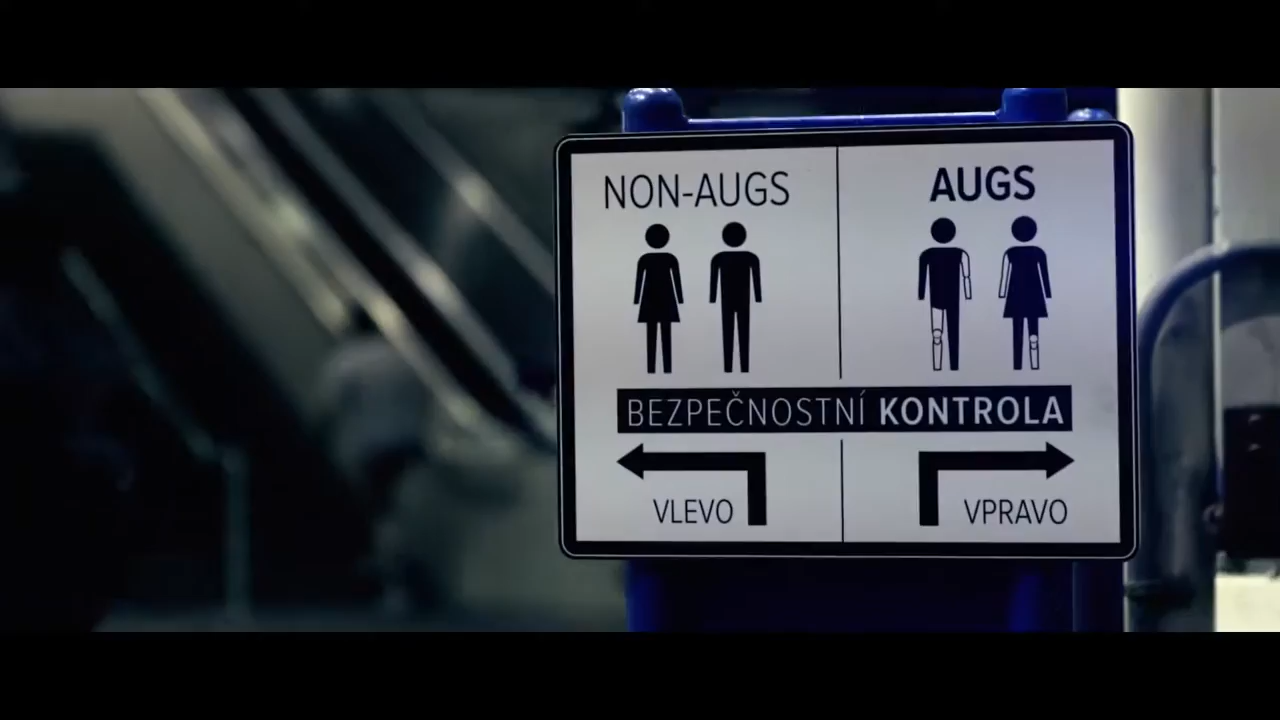 NON-AUGS
AUGS
BEZPEČNOSTNÍ KONTROLA
VLEVO
VPRAVO